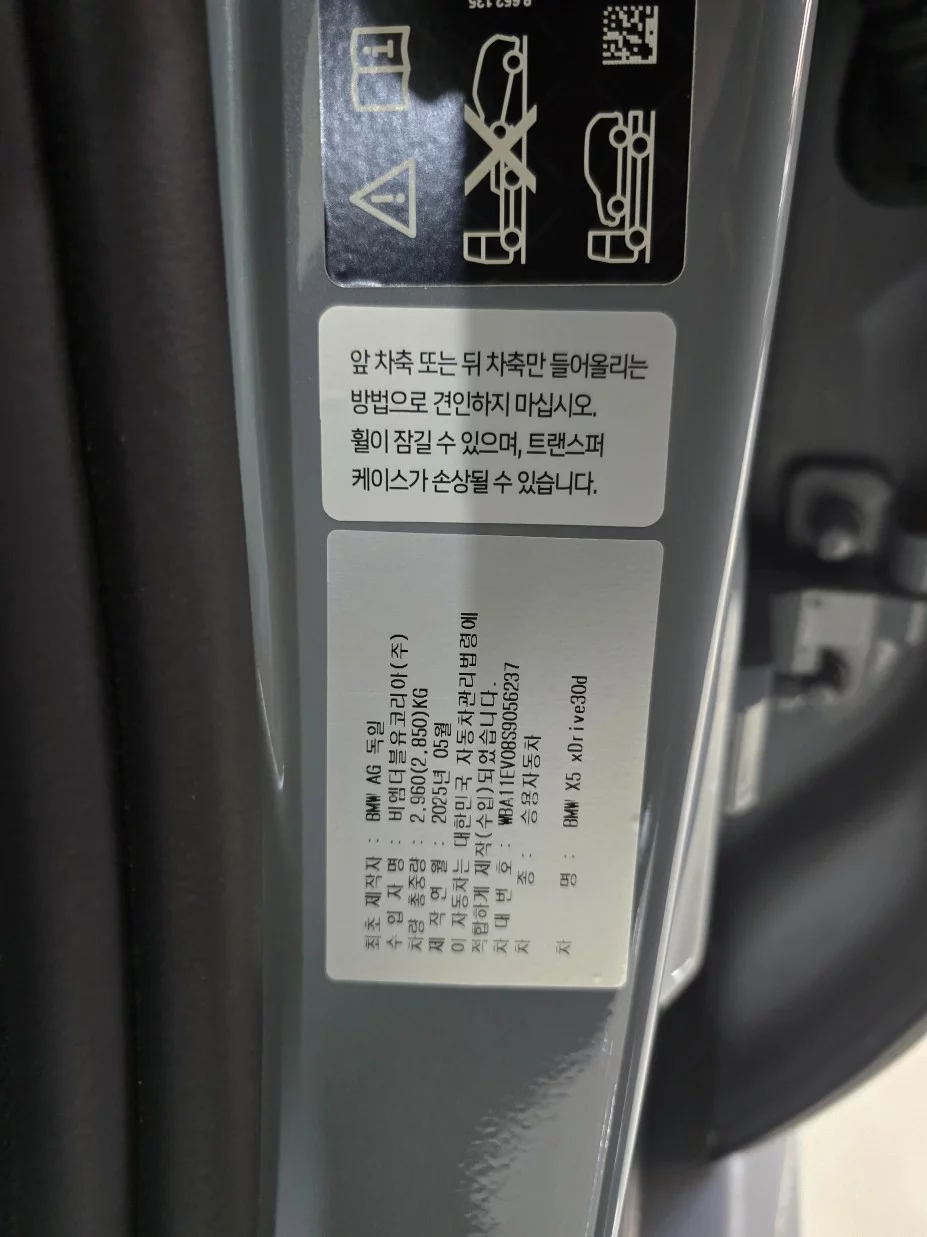 앞 차축 또는 뒤 차축만 들어올리는
방법으로 견인하지 마십시오.
휠이 잠길 수 있으며, 트랜스퍼
케이스가 손상될 수 있습니다.
최초 제작자 : BMW AG 독일
수 입 자 명 : 비엠더블유코리아(주)
차량 총중량 : 2,960(2,850)KG
제 작 연 월 : 2025년 05월
이 자동차는 대한민국 자동차관리법령에
적합하게 제작(수입)되었습니다.
차 대 번 호 : WBA11EV08S9056237
차 종 : 승용자동차
차 명 : BMW X5 xDrive30d